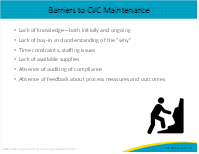 Barriers to CVC Maintenance
• Lack of knowledge—both initially and ongoing
• Lack of buy-in and understanding of the "why"
• Time constraints, staffing issues
• Lack of available supplies
• Absence of auditing of compliance
• Absence of feedback about process measures and outcomes